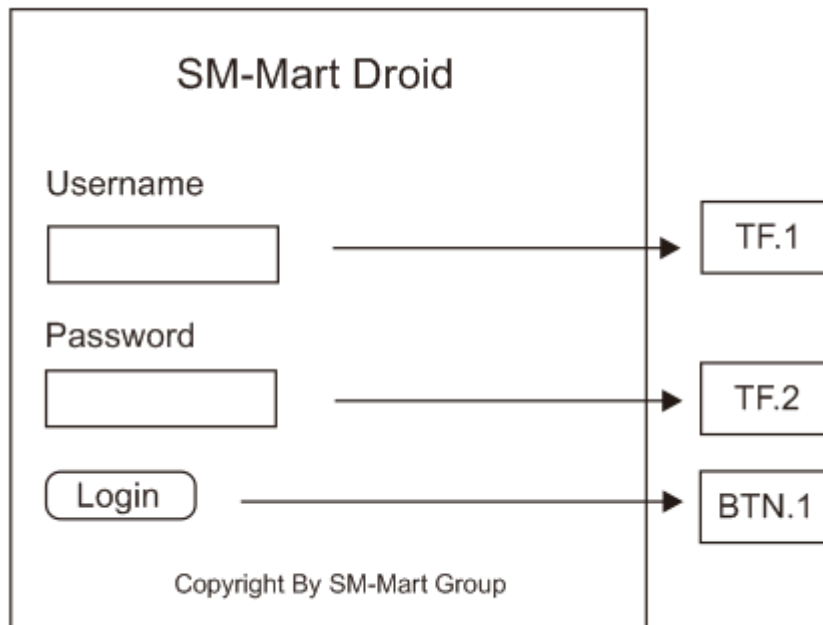 SM-Mart Droid
Username
TF.1
Password
TF.2
Login
BTN.1
Copyright By SM-Mart Group